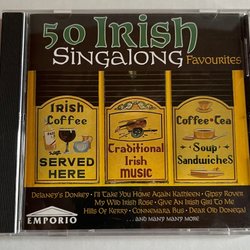 50 IRISH
SINGALONG Favourites
Irish
Coffee
SERVED
HERE
Traditional
Irish
MUSIC
Coffee·Tea
Soup
Sandwiches
Delaney's Donkey · I'll Take You Home Again Kathleen · Gipsy Rover
My Wild Irish Rose · Give An Irish Girl To Me
Hills Of Kerry · Connemara Bus · Dear Old Donegal
...and many many more
EMPORIO